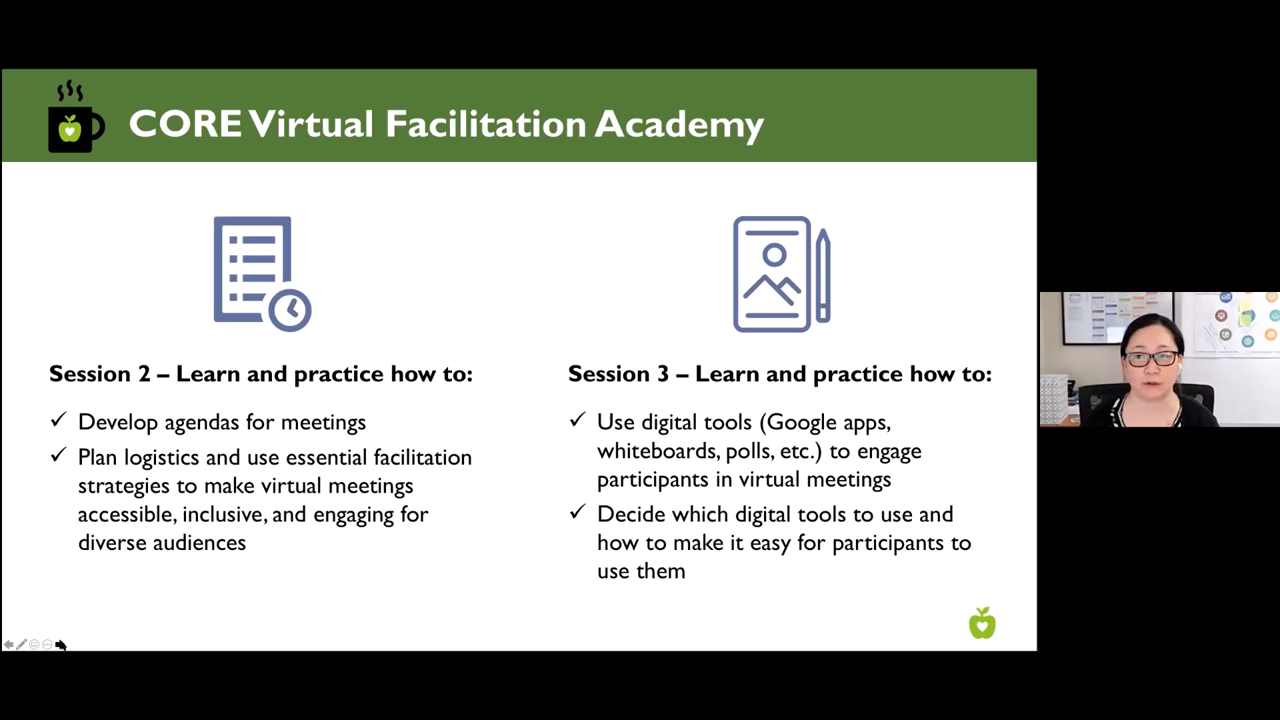 CORE Virtual Facilitation Academy
Session 2 – Learn and practice how to:
✓ Develop agendas for meetings
✓ Plan logistics and use essential facilitation
strategies to make virtual meetings
accessible, inclusive, and engaging for
diverse audiences
Session 3 – Learn and practice how to:
✓ Use digital tools (Google apps,
whiteboards, polls, etc.) to engage
participants in virtual meetings
✓ Decide which digital tools to use and
how to make it easy for participants to
use them